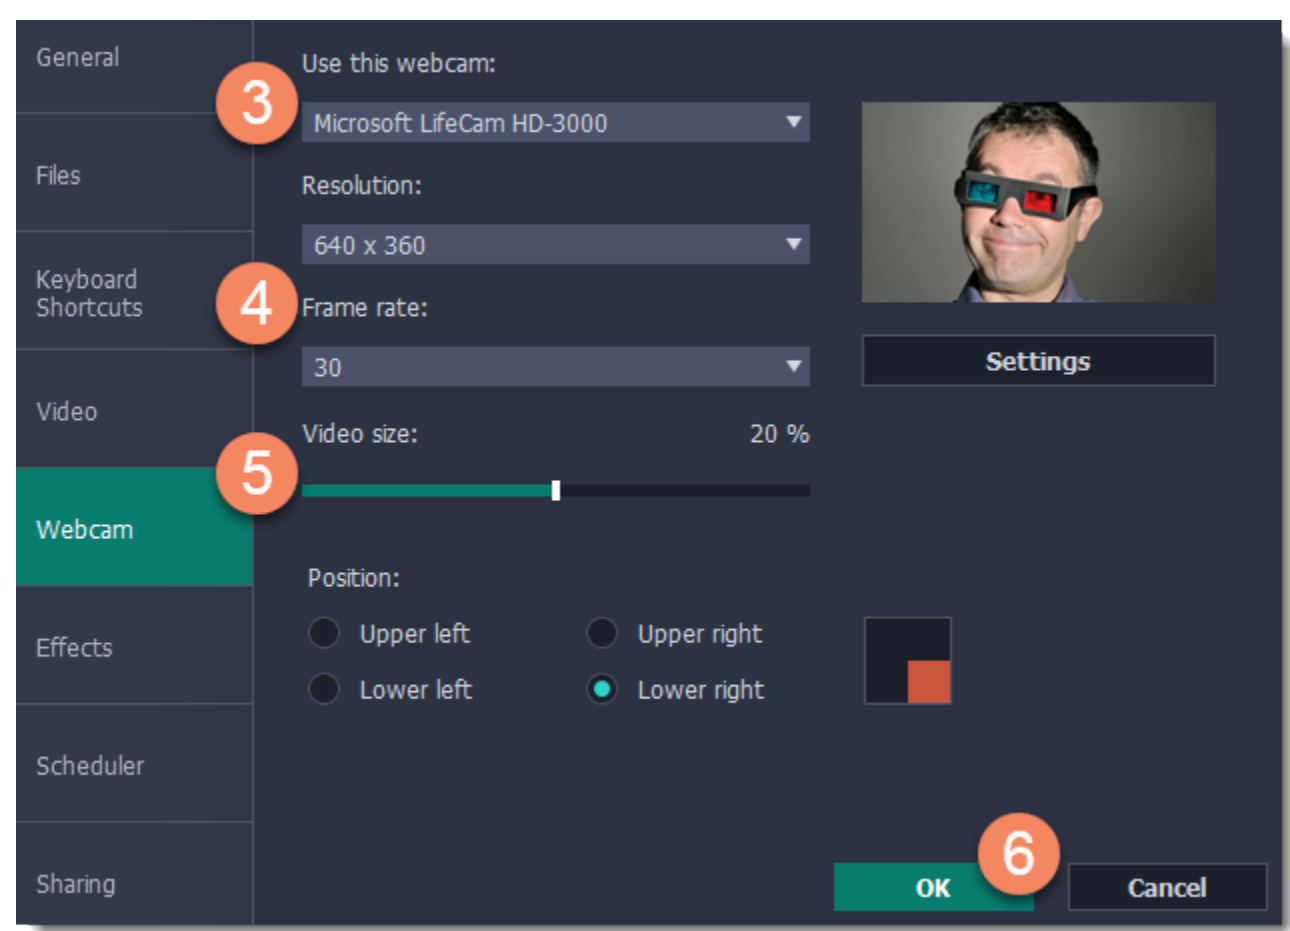 General
Files
Keyboard
Shortcuts
Video
Webcam
Effects
Scheduler
Sharing
3
Use this webcam:
Microsoft LifeCam HD-3000
Resolution:
640 x 360
4
Frame rate:
30
Settings
5
Video size: 20 %
Position:
Upper left Upper right
Lower left Lower right
6
OK Cancel